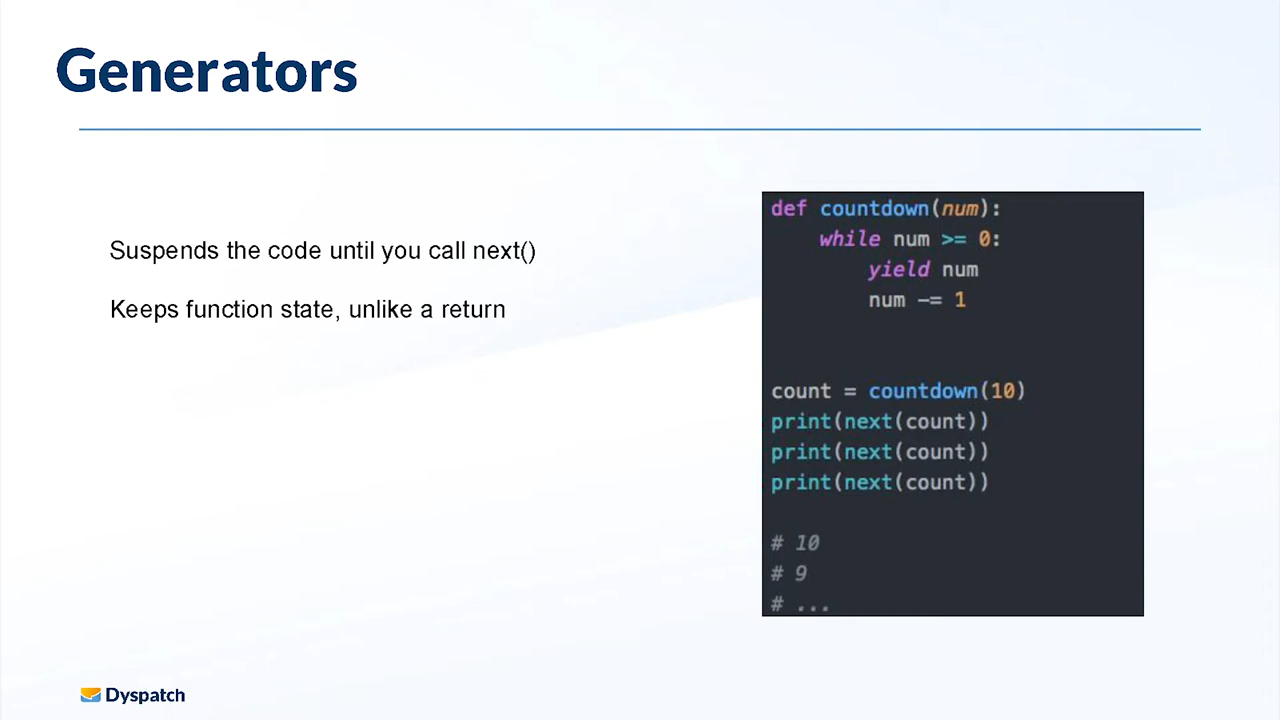 Generators
Suspends the code until you call next()
Keeps function state, unlike a return
def countdown(num):
    while num >= 0:
        yield num
        num -= 1
count = countdown(10)
print(next(count))
print(next(count))
print(next(count))
# 10
# 9
# ...
Dyspatch